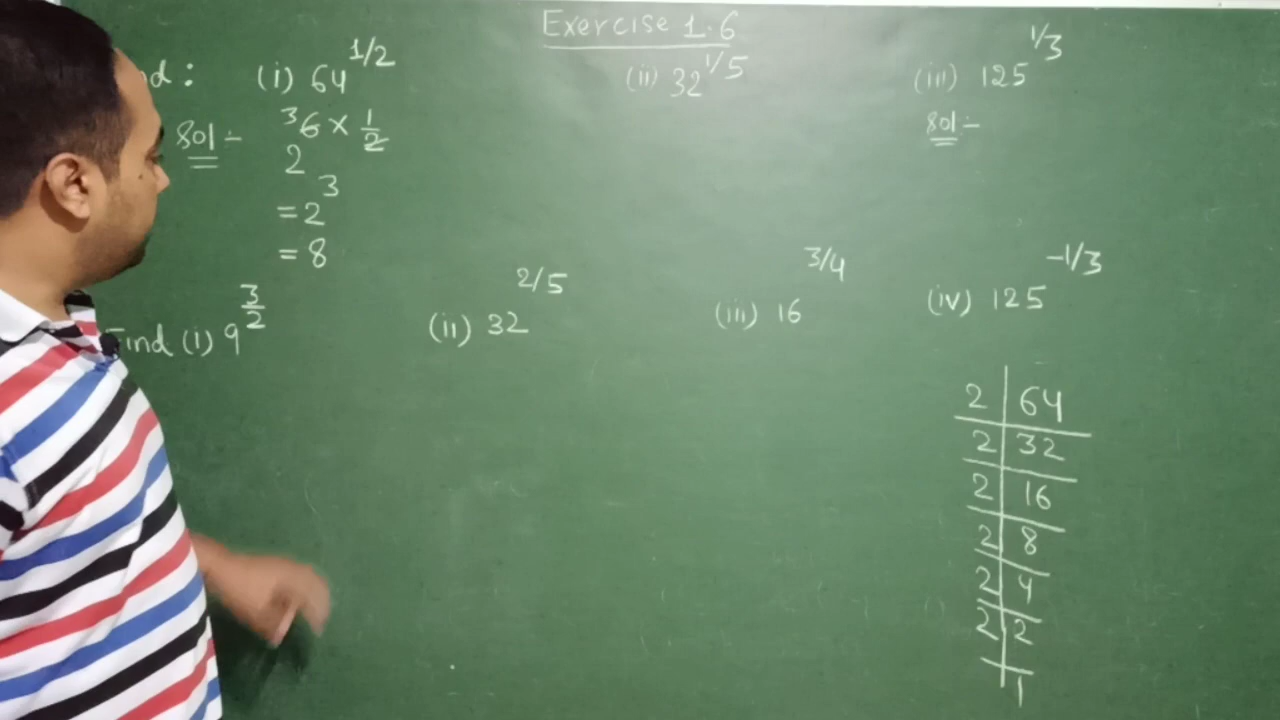 Exercise 1.6
nd : (i) 64^1/2 (ii) 32^1/5 (iii) 125^1/3
Sol :- 2^(6 × 1/2) 3
= 2^3
= 8
Sol :-
Find (i) 9^3/2 (ii) 32^2/5 (iii) 16^3/4 (iv) 125^-1/3
2 | 64
2 | 32
2 | 16
2 | 8
2 | 4
2 | 2
1